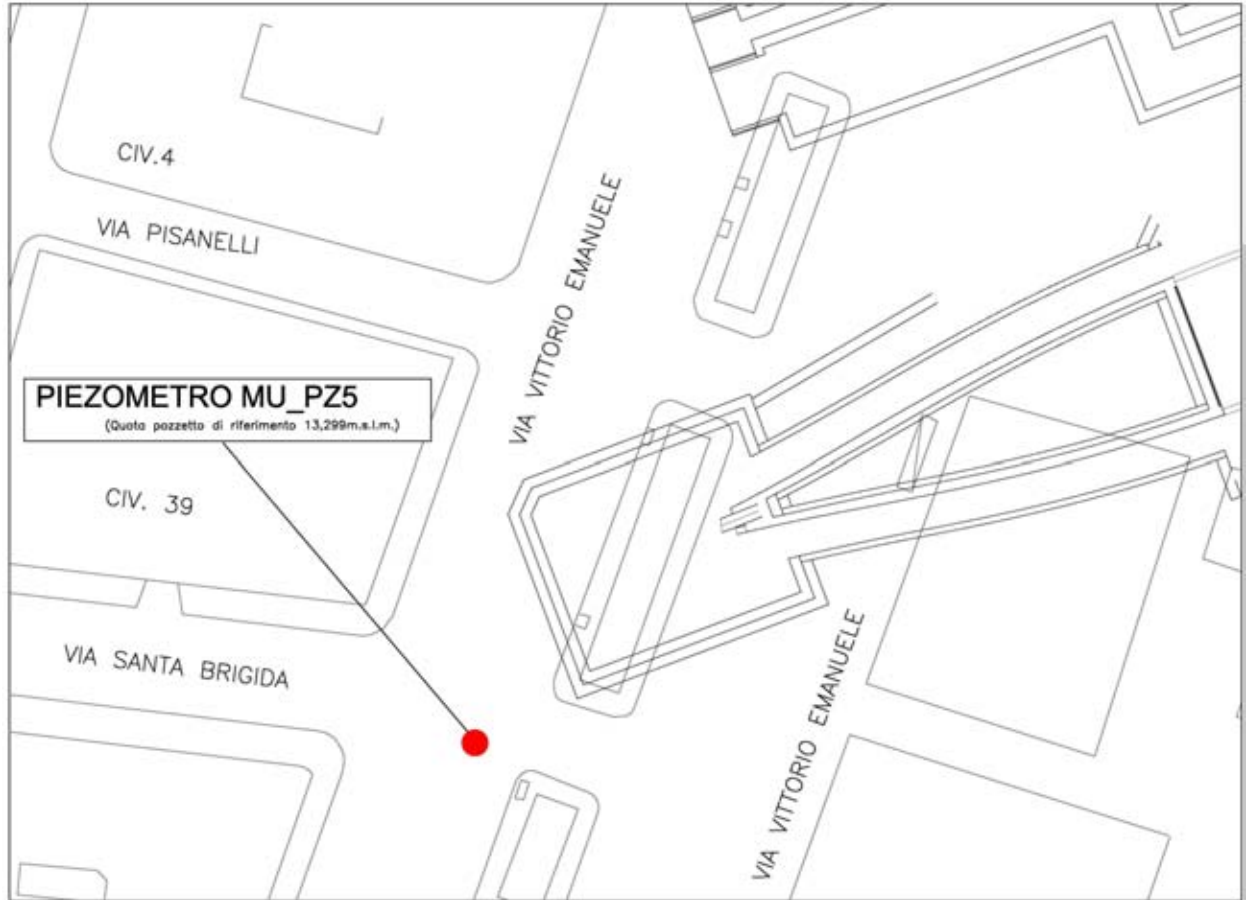 CIV.4
VIA PISANELLI
VIA VITTORIO EMANUELE
PIEZOMETRO MU_PZ5
(Quota pozzetto di riferimento 13,299m.s.l.m.)
CIV. 39
VIA SANTA BRIGIDA
VIA VITTORIO EMANUELE